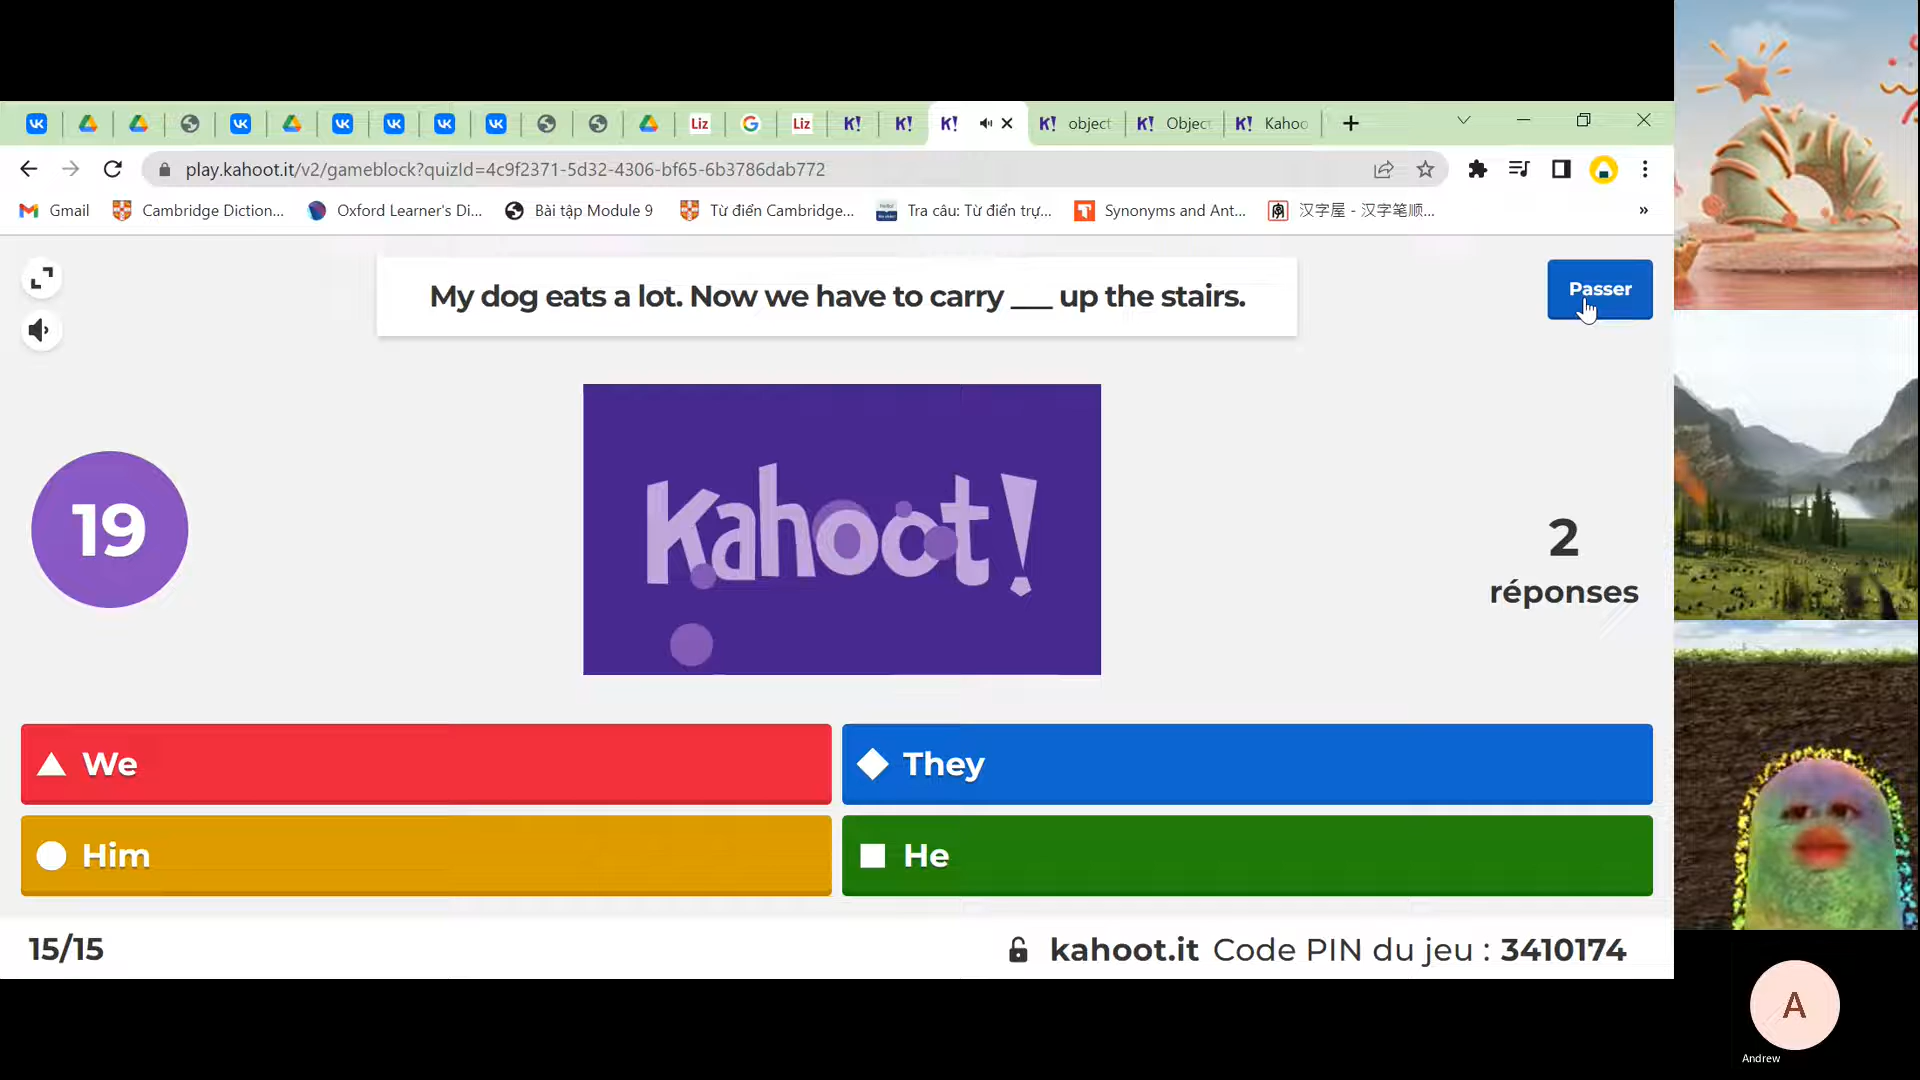 Liz
Liz
K!
K!
K!
K! object
K! Object
K! Kahoo
play.kahoot.it/v2/gameblock?quizId=4c9f2371-5d32-4306-bf65-6b3786dab772
Gmail
Cambridge Diction...
Oxford Learner's Di...
Bài tập Module 9
Từ điển Cambridge...
Tra câu: Từ điển trự...
Synonyms and Ant...
汉字屋 - 汉字笔顺...
»
My dog eats a lot. Now we have to carry ___ up the stairs.
Passer
19
Kahoot!
2
réponses
We
They
Him
He
15/15
kahoot.it Code PIN du jeu : 3410174
A
Andrew